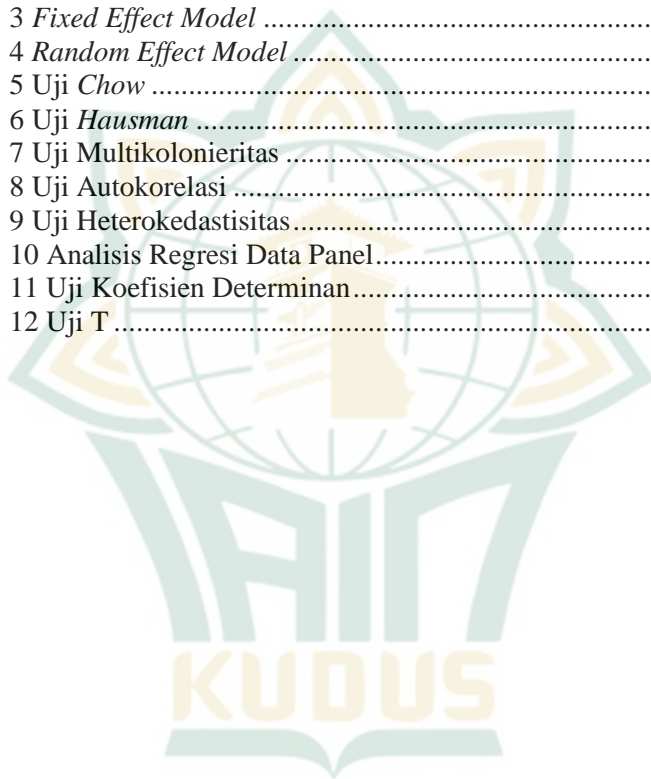 3 Fixed Effect Model ......................................................
4 Random Effect Model ..................................................
5 Uji Chow .......................................................................
6 Uji Hausman .................................................................
7 Uji Multikolonieritas ....................................................
8 Uji Autokorelasi ............................................................
9 Uji Heterokedastisitas....................................................
10 Analisis Regresi Data Panel.........................................
11 Uji Koefisien Determinan............................................
12 Uji T .............................................................................
IAIN
KUDUS